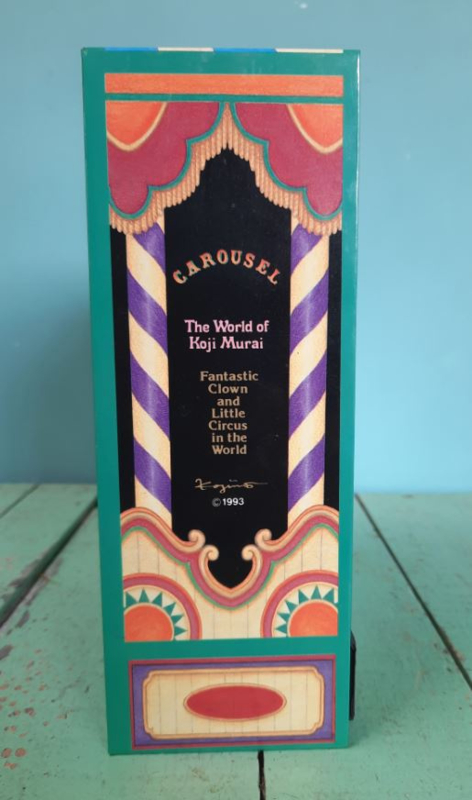 CAROUSEL
The World of
Koji Murai
Fantastic
Clown
and
Little
Circus
in the
World
© 1993